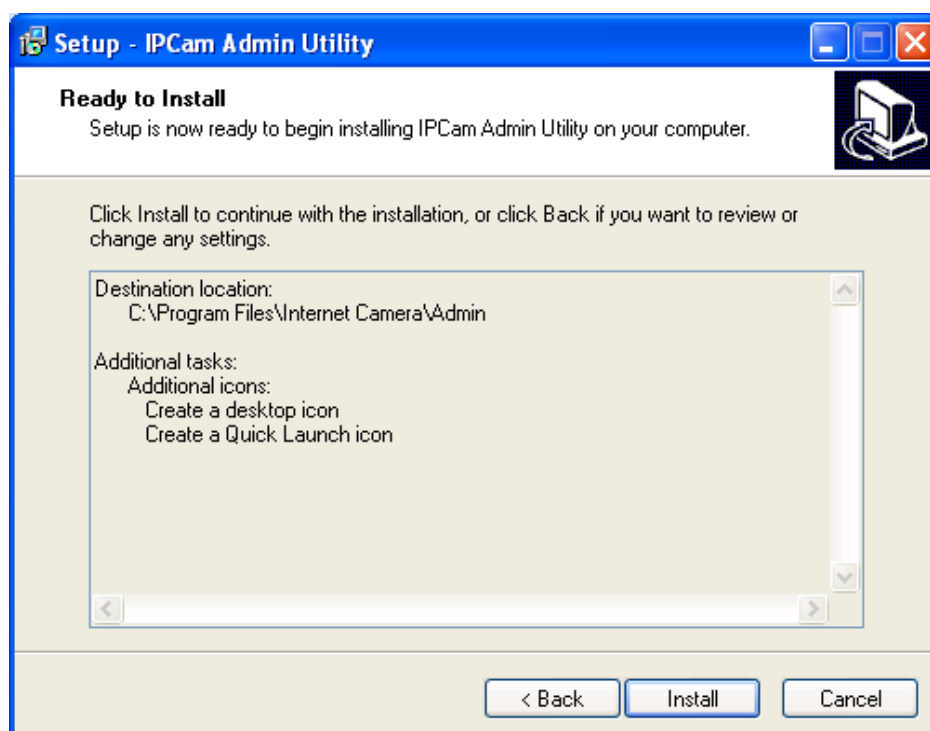 Setup - IPCam Admin Utility
Ready to Install
Setup is now ready to begin installing IPCam Admin Utility on your computer.
Click Install to continue with the installation, or click Back if you want to review or
change any settings.
Destination location:
C:\Program Files\Internet Camera\Admin
Additional tasks:
Additional icons:
Create a desktop icon
Create a Quick Launch icon
< Back
Install
Cancel